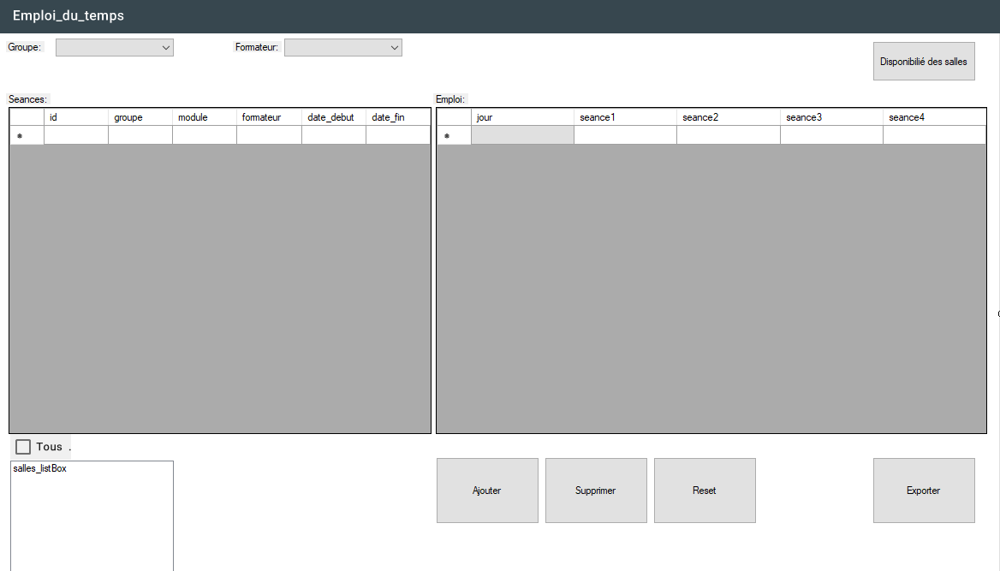 Emploi_du_temps
Groupe:
Formateur:
Disponibilié des salles
Seances:
Emploi:
id groupe module formateur date_debut date_fin
jour seance1 seance2 seance3 seance4
Tous .
salles_listBox
Ajouter
Supprimer
Reset
Exporter